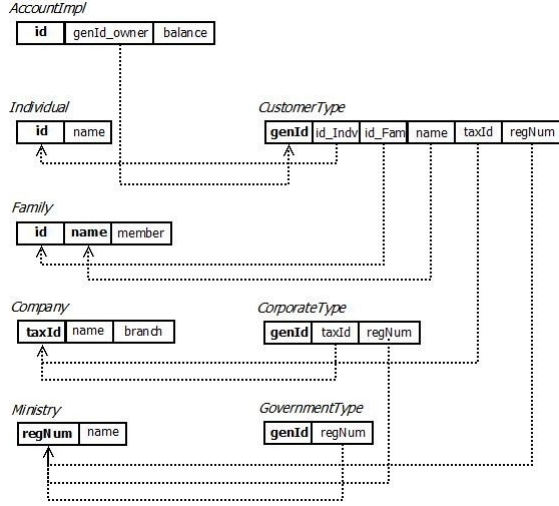 AccountImpl
id genId_owner balance
Individual CustomerType
id name genId id_Indv id_Fam name taxId regNum
Family
id name member
Company CorporateType
taxId name branch genId taxId regNum
Ministry GovernmentType
regNum name genId regNum